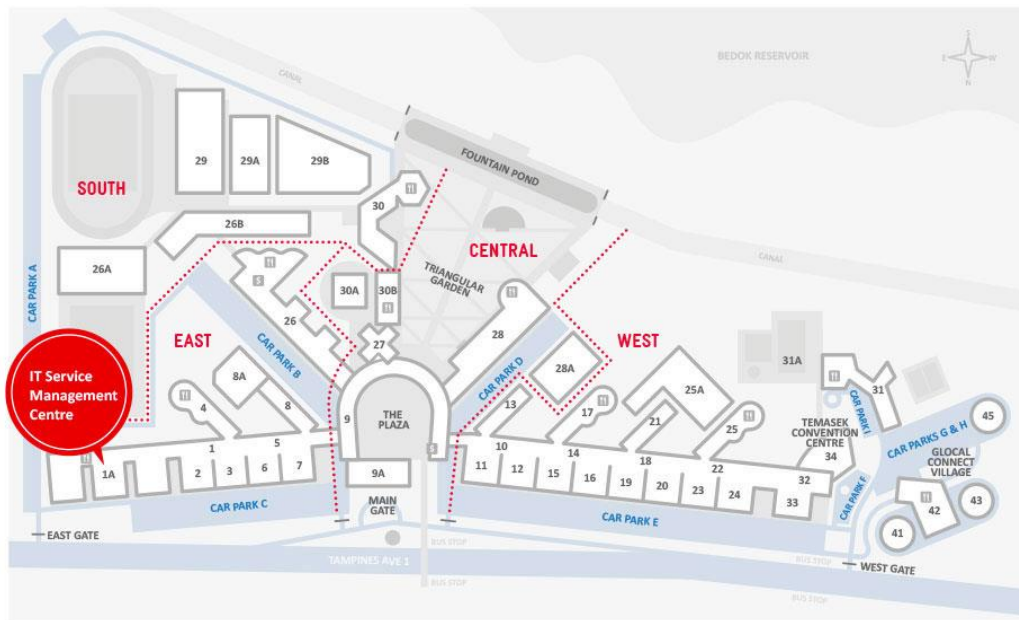 BEDOK RESERVOIR
S
E
W
N
CANAL
29
29A
29B
FOUNTAIN POND
SOUTH
30
26B
CENTRAL
CANAL
26A
TRIANGULAR
GARDEN
CAR PARK A
S
30A
30B
26
27
28
EAST
CAR PARK B
WEST
CAR PARK D
IT Service
Management
Centre
8A
28A
31A
25A
31
4
8
9
THE
PLAZA
13
17
21
25
TEMASEK
CONVENTION
CENTRE
CAR PARK I
45
CAR PARKS G & H
1
5
S
10
14
18
22
34
GLOCAL
CONNECT
VILLAGE
1A
2
3
6
7
9A
11
12
15
16
19
20
23
24
32
33
CAR PARK F
42
43
41
CAR PARK C
MAIN
GATE
CAR PARK E
EAST GATE
BUS STOP
TAMPINES AVE 1
BUS STOP
WEST GATE
BUS STOP
BUS STOP